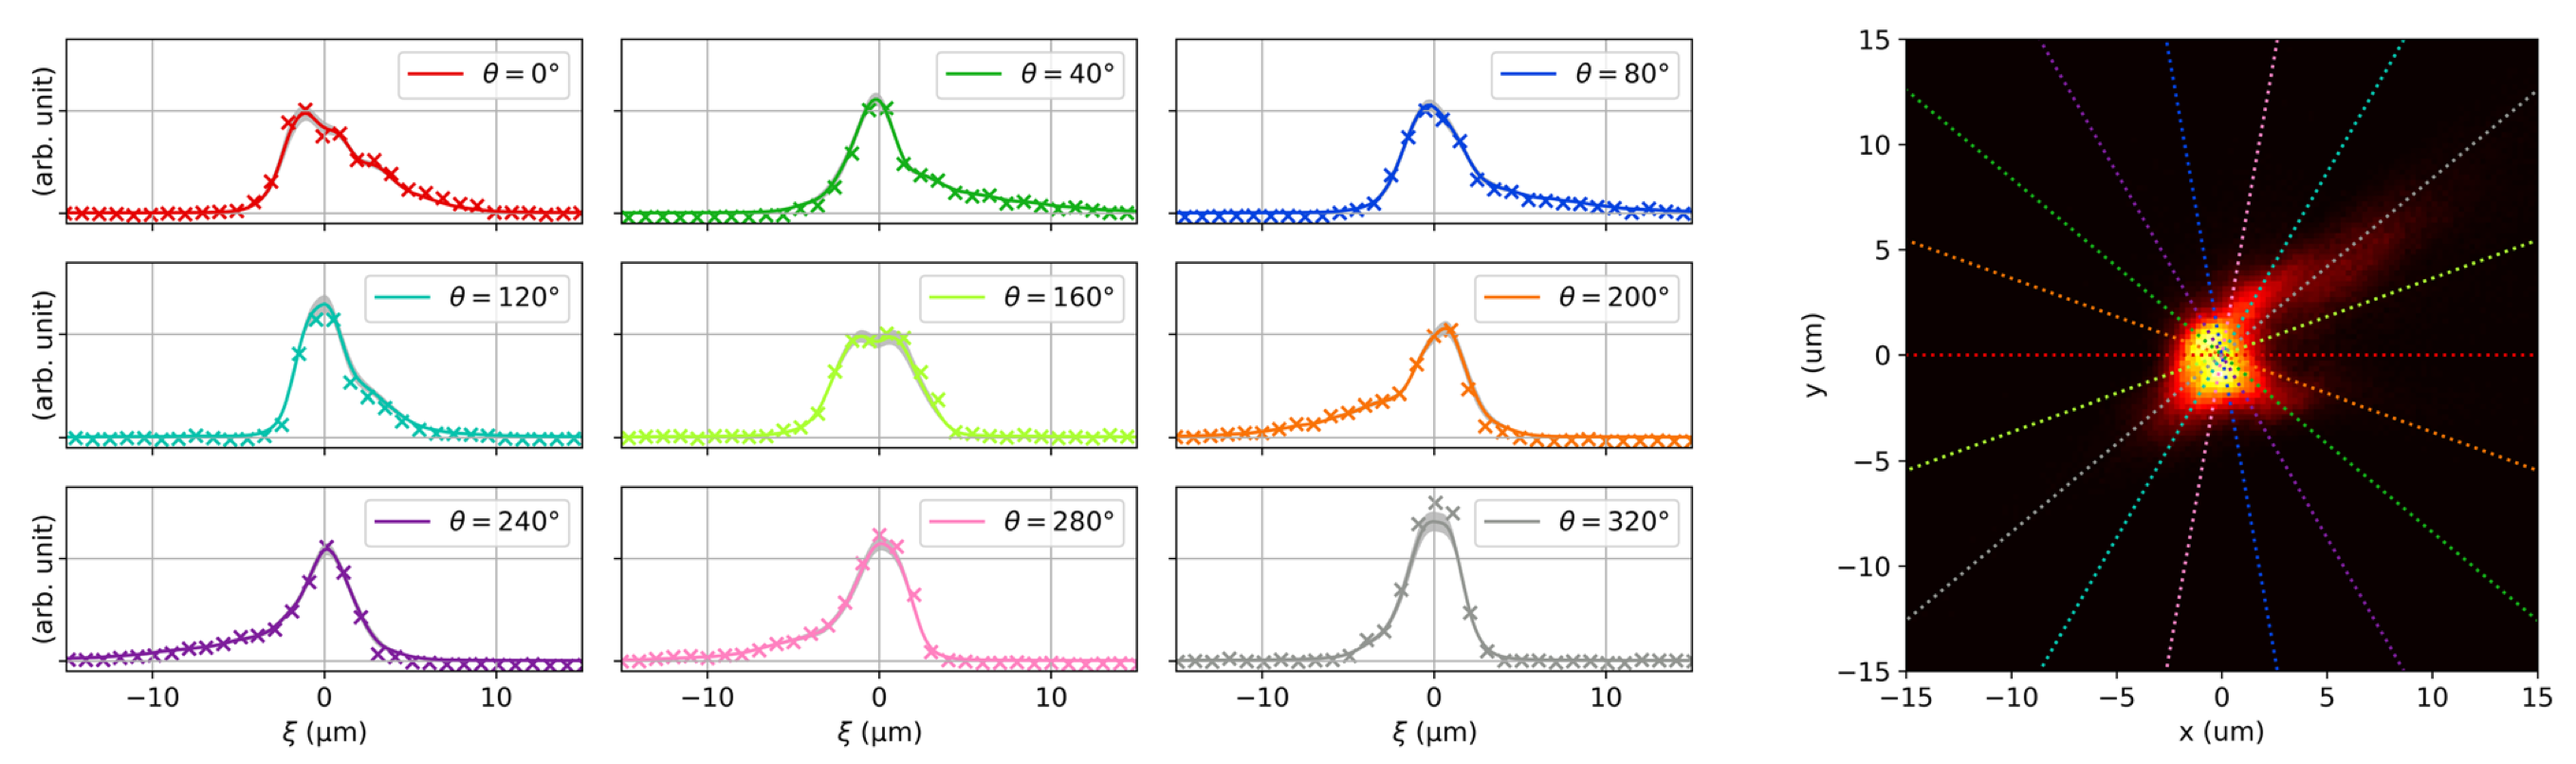 (arb. unit)
θ = 0°
θ = 40°
θ = 80°
(arb. unit)
θ = 120°
θ = 160°
θ = 200°
(arb. unit)
θ = 240°
θ = 280°
θ = 320°
−10 0 10
−10 0 10
−10 0 10
ξ (μm)
ξ (μm)
ξ (μm)
15
10
5
0
−5
−10
−15
y (um)
−15 −10 −5 0 5 10 15
x (um)